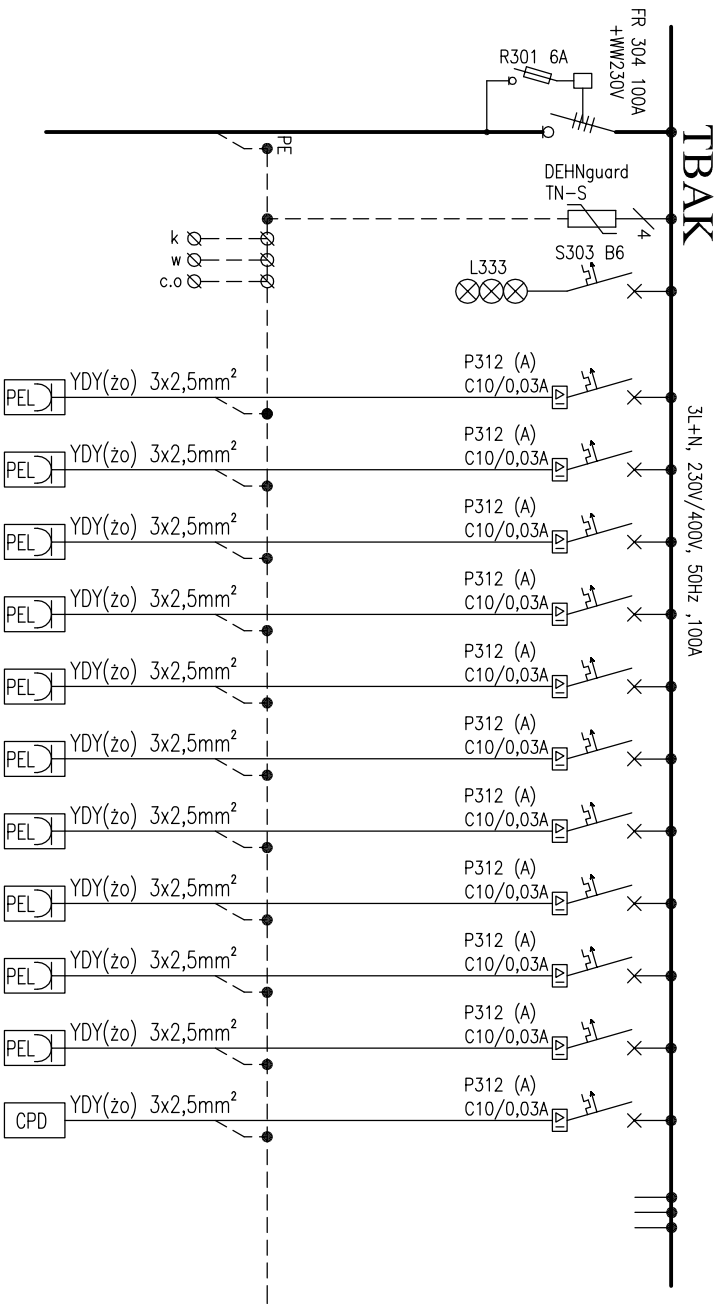 TBAK
FR 304 100A
+WW230V
R301 6A
PE
DEHNguard
TN-S
4
k
w
c.o
L333
S303 B6
3L+N, 230V/400V, 50Hz ,100A
P312 (A)
PEL YDY(żo) 3x2,5mm² C10/0,03A
P312 (A)
PEL YDY(żo) 3x2,5mm² C10/0,03A
P312 (A)
PEL YDY(żo) 3x2,5mm² C10/0,03A
P312 (A)
PEL YDY(żo) 3x2,5mm² C10/0,03A
P312 (A)
PEL YDY(żo) 3x2,5mm² C10/0,03A
P312 (A)
PEL YDY(żo) 3x2,5mm² C10/0,03A
P312 (A)
PEL YDY(żo) 3x2,5mm² C10/0,03A
P312 (A)
PEL YDY(żo) 3x2,5mm² C10/0,03A
P312 (A)
PEL YDY(żo) 3x2,5mm² C10/0,03A
P312 (A)
PEL YDY(żo) 3x2,5mm² C10/0,03A
P312 (A)
CPD YDY(żo) 3x2,5mm² C10/0,03A